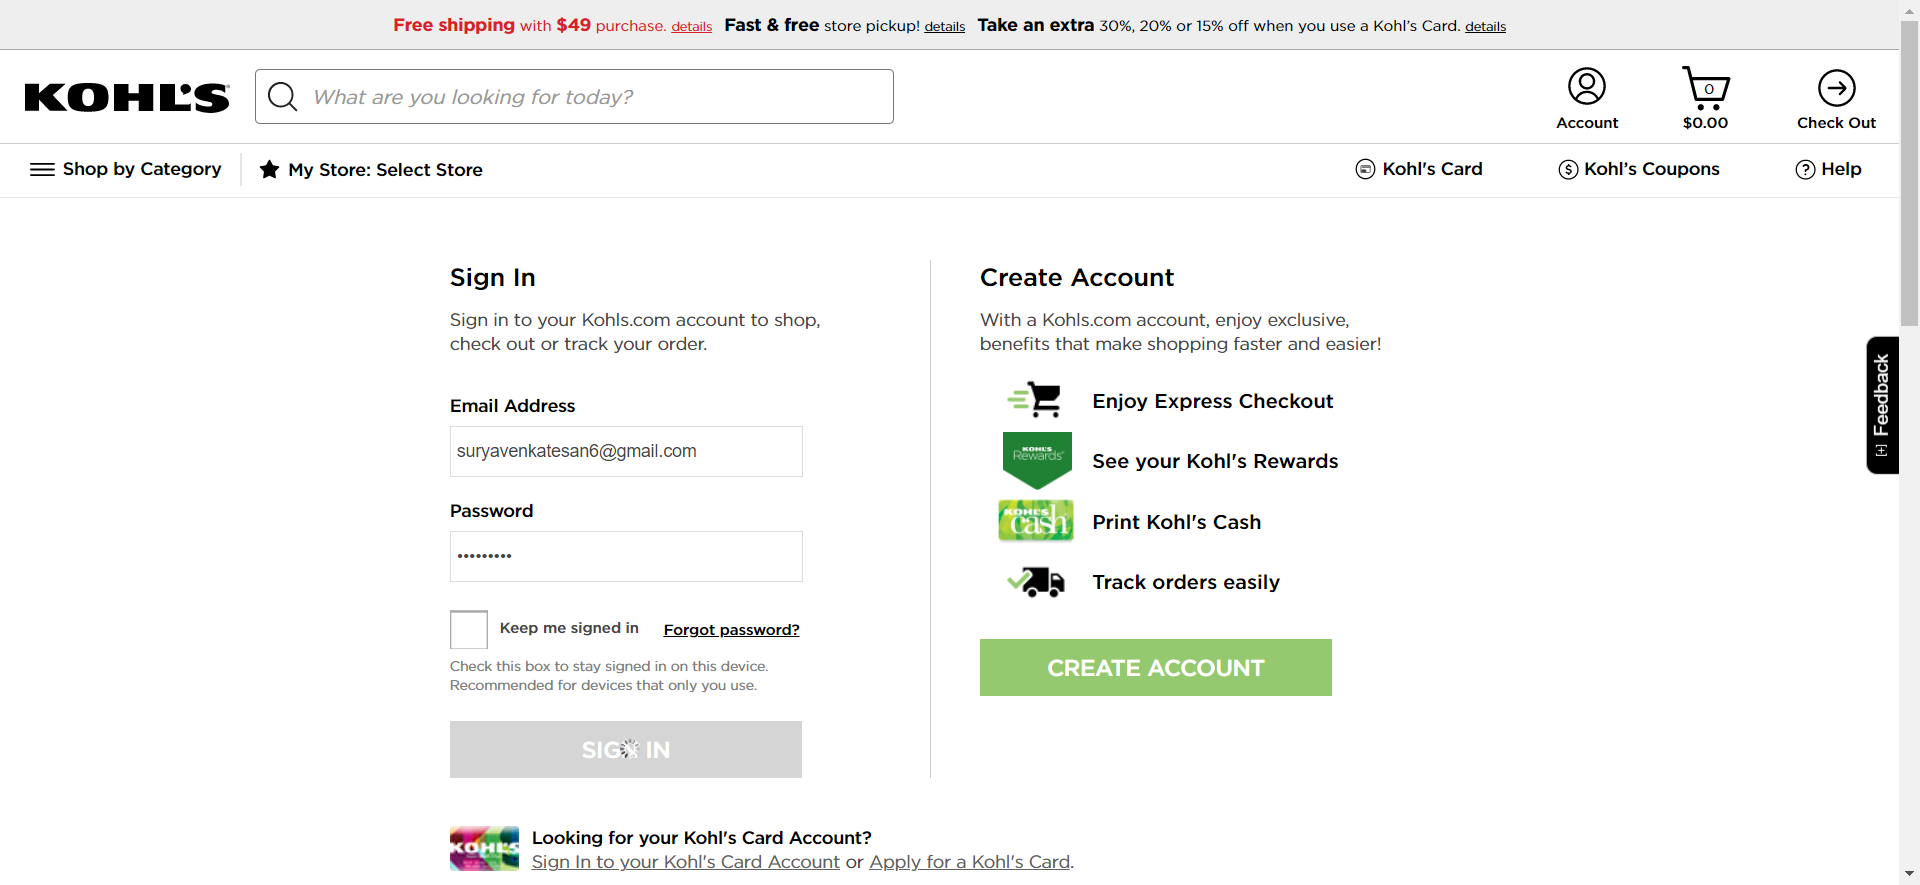 Free shipping with $49 purchase. details Fast & free store pickup! details Take an extra 30%, 20% or 15% off when you use a Kohl's Card. details
KOHL'S
What are you looking for today?
Account
0
$0.00
Check Out
Shop by Category
My Store: Select Store
Kohl's Card
$ Kohl's Coupons
? Help
Sign In
Sign in to your Kohls.com account to shop,
check out or track your order.
Email Address
suryavenkatesan6@gmail.com
Password
•••••••••
Keep me signed in
Forgot password?
Check this box to stay signed in on this device.
Recommended for devices that only you use.
SIGN IN
Create Account
With a Kohls.com account, enjoy exclusive,
benefits that make shopping faster and easier!
Enjoy Express Checkout
KOHL'S
Rewards
See your Kohl's Rewards
KOHL'S
cash
Print Kohl's Cash
Track orders easily
CREATE ACCOUNT
[+] Feedback
KOHL'S
Looking for your Kohl's Card Account?
Sign In to your Kohl's Card Account or Apply for a Kohl's Card.